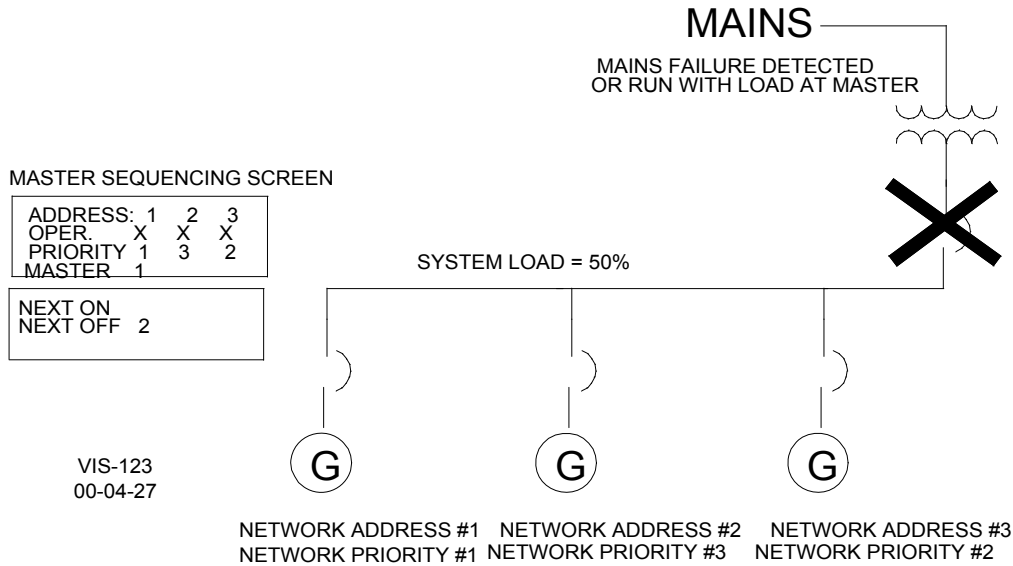 MAINS
MAINS FAILURE DETECTED
OR RUN WITH LOAD AT MASTER
MASTER SEQUENCING SCREEN
ADDRESS: 1 2 3
OPER. X X X
PRIORITY 1 3 2
MASTER 1
SYSTEM LOAD = 50%
NEXT ON
NEXT OFF 2
G G G
VIS-123
00-04-27
NETWORK ADDRESS #1 NETWORK ADDRESS #2 NETWORK ADDRESS #3
NETWORK PRIORITY #1 NETWORK PRIORITY #3 NETWORK PRIORITY #2